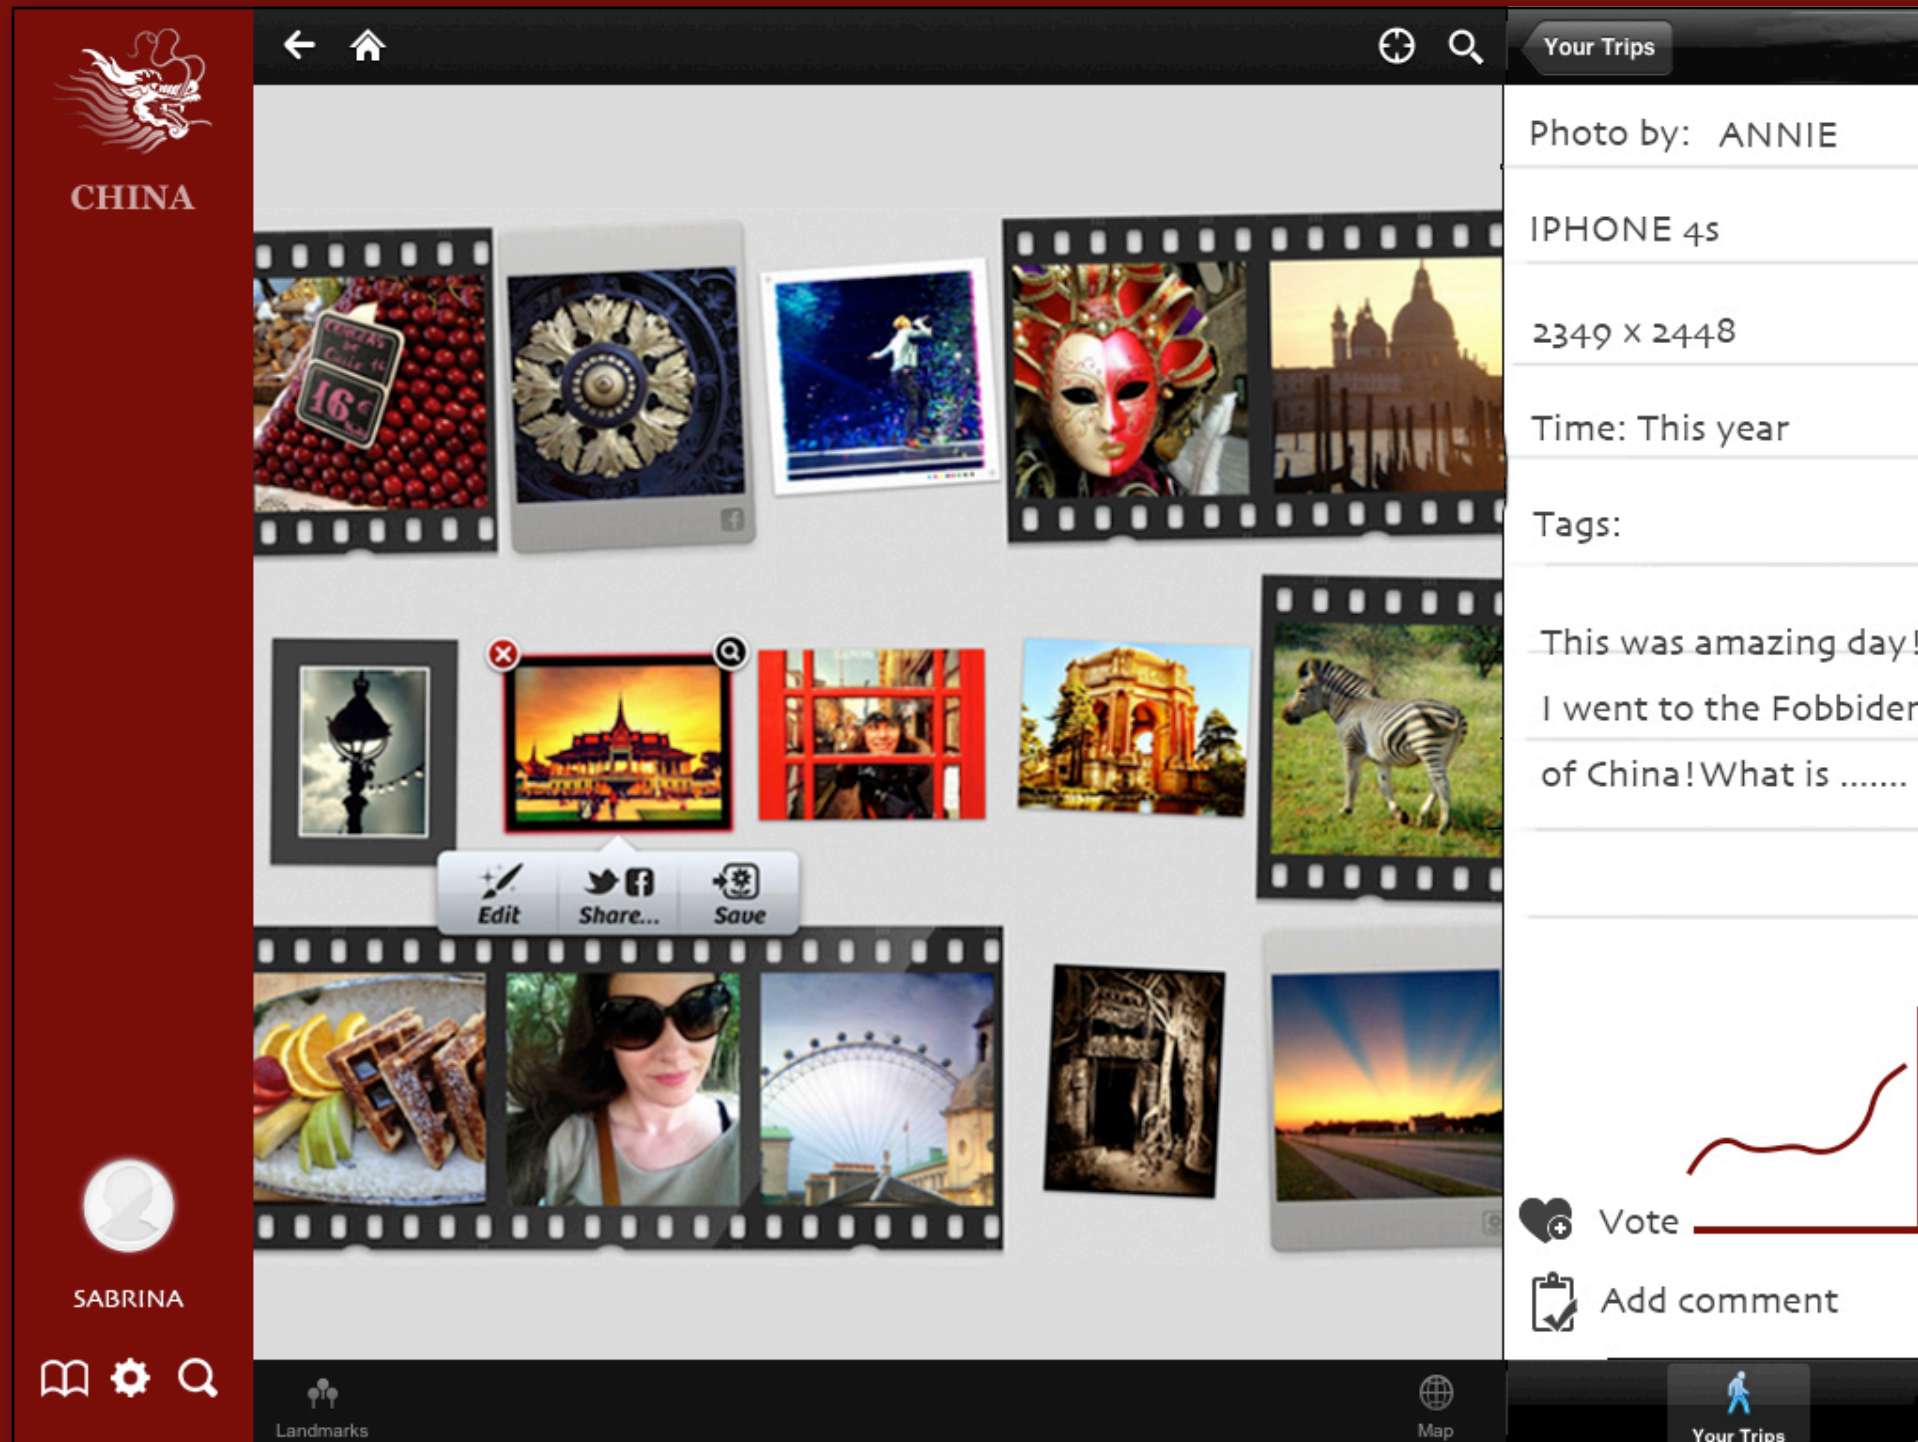 CHINA
SABRINA
16€
Edit
Share...
Save
Landmarks
Map
Your Trips
Photo by: ANNIE
IPHONE 4s
2349 x 2448
Time: This year
Tags:
This was amazing day!
I went to the Fobbiden
of China!What is .......
Vote
Add comment
Your Trips